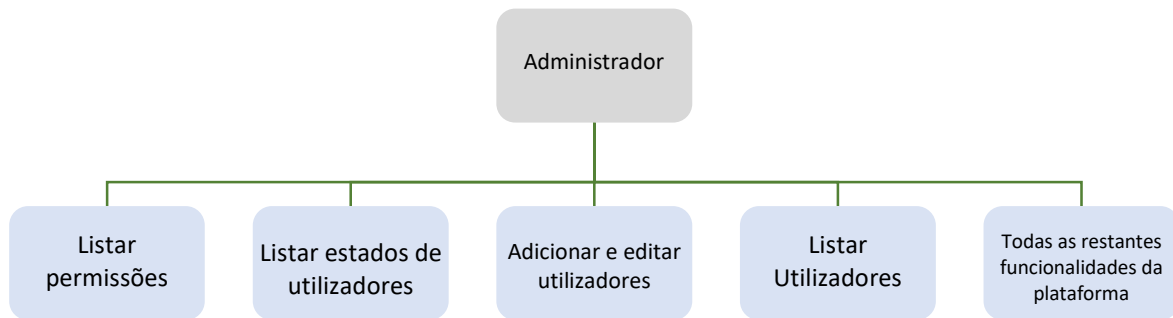 Administrador
Listar
permissões
Listar estados de
utilizadores
Adicionar e editar
utilizadores
Listar
Utilizadores
Todas as restantes
funcionalidades da
plataforma